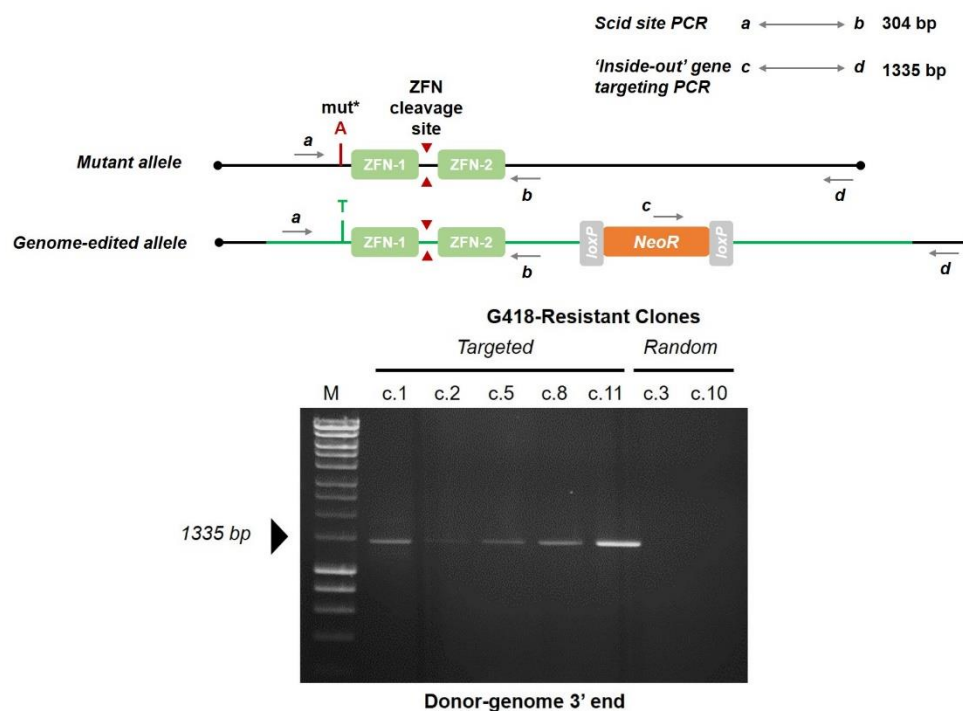 Scid site PCR a b 304 bp
‘Inside-out’ gene c d 1335 bp
targeting PCR
ZFN
cleavage
site
mut*
A
a
Mutant allele
ZFN-1
ZFN-2
b
d
T
a
c
Genome-edited allele
ZFN-1
ZFN-2
loxP
NeoR
loxP
b
d
G418-Resistant Clones
Targeted Random
M c.1 c.2 c.5 c.8 c.11 c.3 c.10
1335 bp
Donor-genome 3’ end